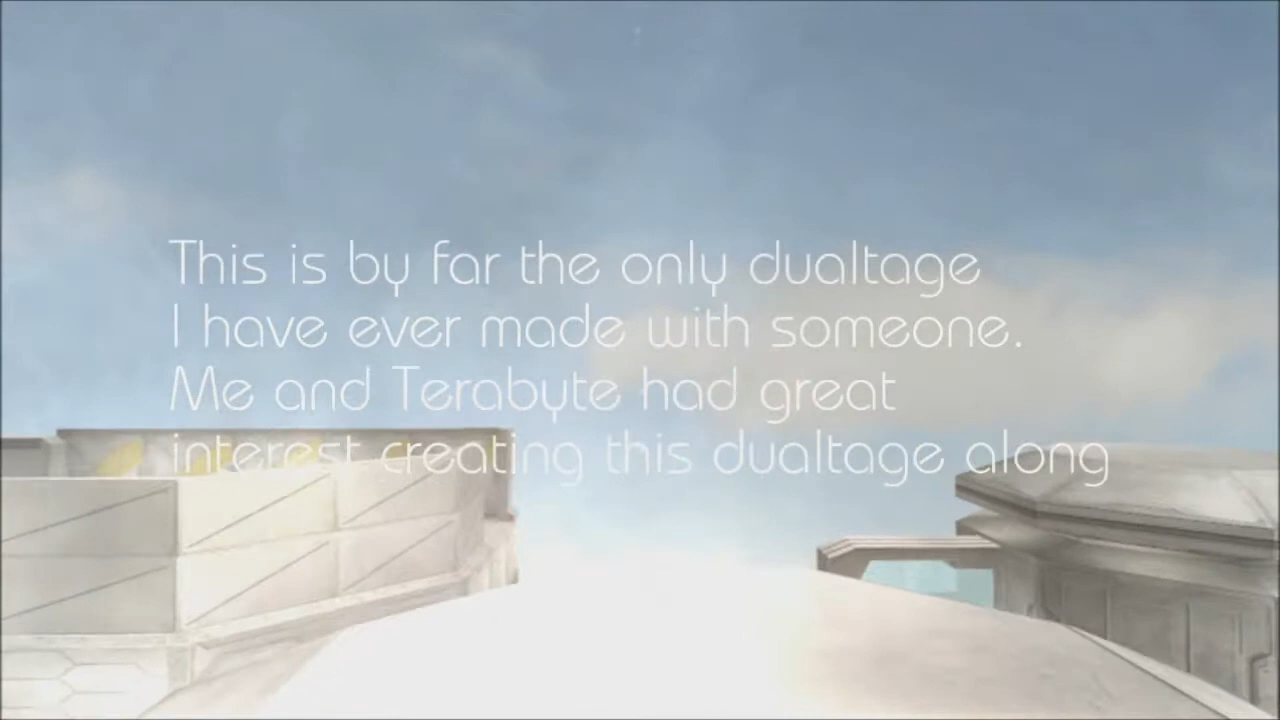 This is by far the only dualtage
I have ever made with someone.
Me and Terabyte had great
interest creating this dualtage along